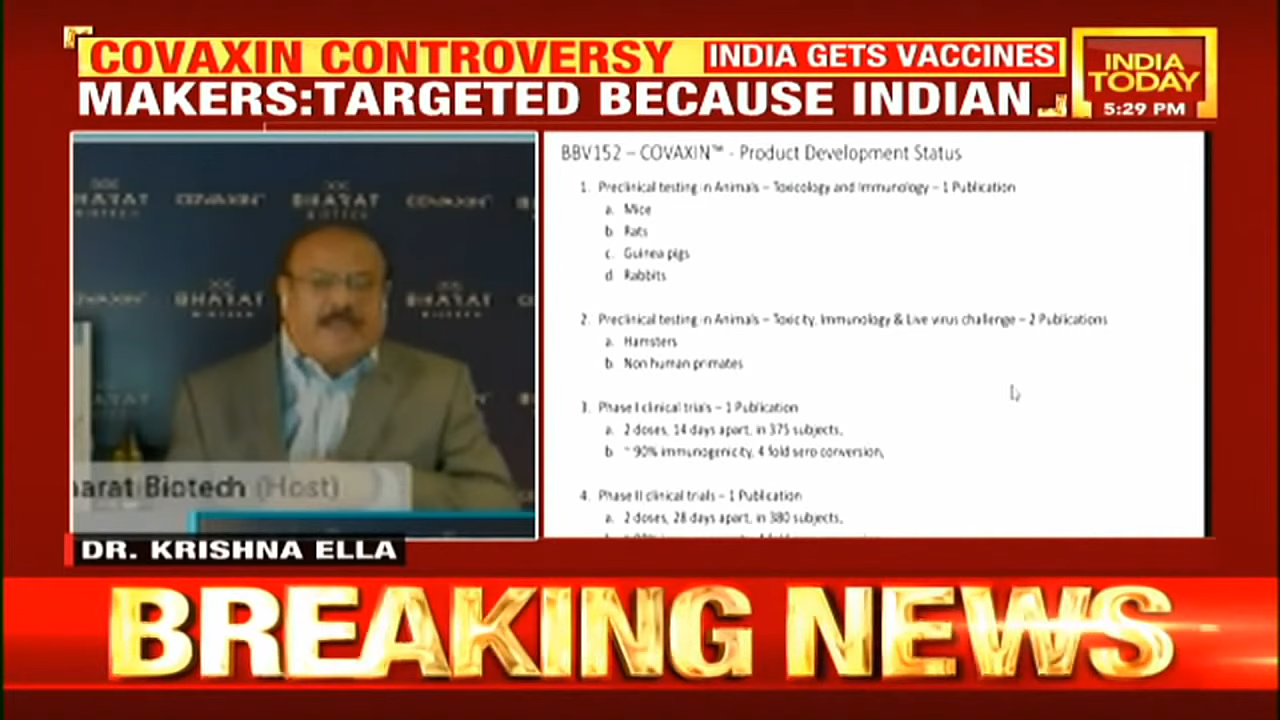 COVAXIN CONTROVERSY
INDIA GETS VACCINES
MAKERS:TARGETED BECAUSE INDIAN
INDIA
TODAY
5:29 PM
BHARAT
BIOTECH
COVAXIN
BHARAT
BIOTECH
harat Biotech (Host)
DR. KRISHNA ELLA
BBV152 – COVAXIN™ - Product Development Status
1. Preclinical testing in Animals – Toxicology and Immunology – 1 Publication
a. Mice
b. Rats
c. Guinea pigs
d. Rabbits
2. Preclinical testing in Animals – Toxicity, Immunology & Live virus challenge – 2 Publications
a. Hamsters
b. Non human primates
3. Phase I clinical trials – 1 Publication
a. 2 doses, 14 days apart, in 375 subjects,
b. ~ 90% immunogenicity, 4 fold sero conversion,
4. Phase II clinical trials – 1 Publication
a. 2 doses, 28 days apart, in 380 subjects,
BREAKING NEWS